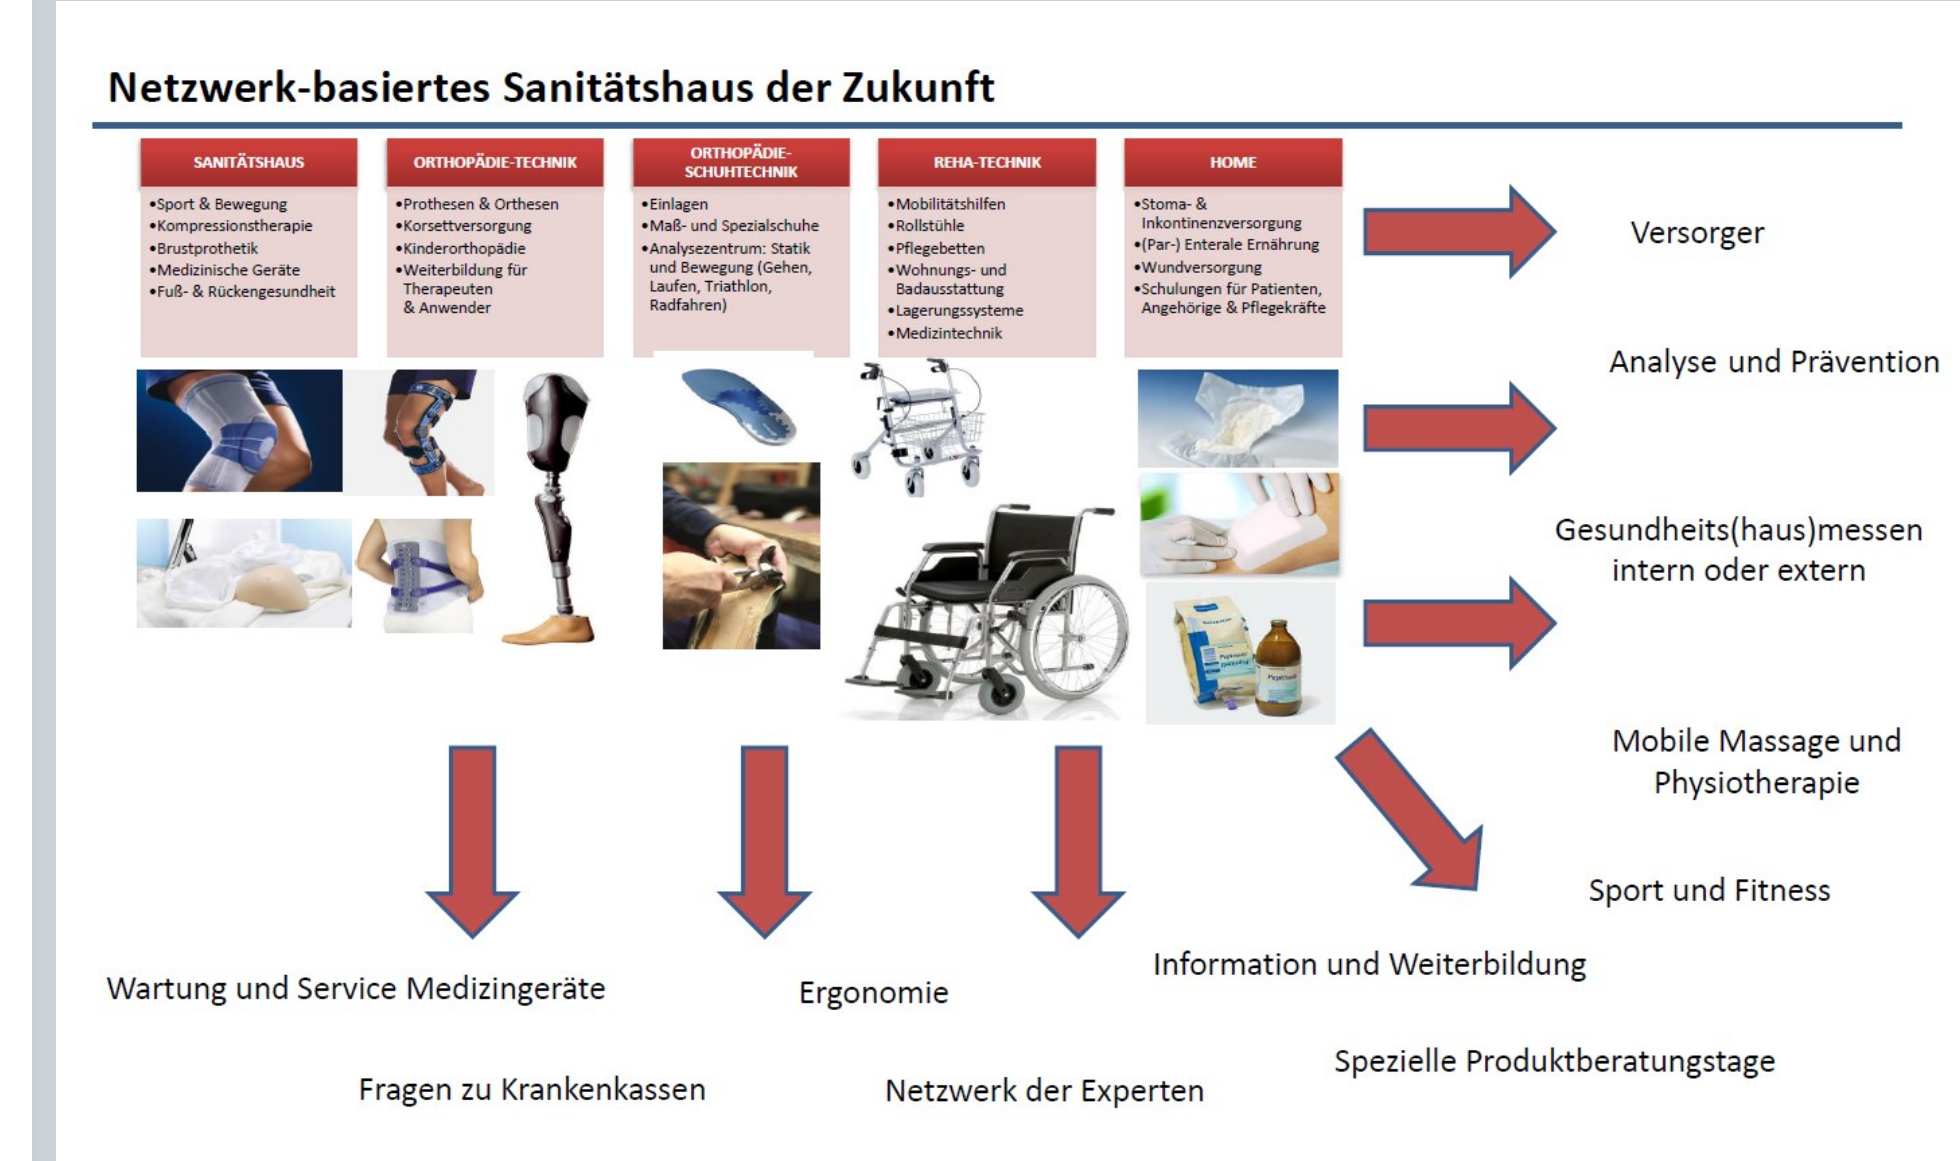 Netzwerk-basiertes Sanitätshaus der Zukunft
SANITÄTSHAUS
•Sport & Bewegung
•Kompressionstherapie
•Brustprothetik
•Medizinische Geräte
•Fuß- & Rückengesundheit
ORTHOPÄDIE-TECHNIK
•Prothesen & Orthesen
•Korsettversorgung
•Kinderorthopädie
•Weiterbildung für
Therapeuten
& Anwender
ORTHOPÄDIE-
SCHUHTECHNIK
•Einlagen
•Maß- und Spezialschuhe
•Analysezentrum: Statik
und Bewegung (Gehen,
Laufen, Triathlon,
Radfahren)
REHA-TECHNIK
•Mobilitätshilfen
•Rollstühle
•Pflegebetten
•Wohnungs- und
Badausstattung
•Lagerungssysteme
•Medizintechnik
HOME
•Stoma- &
Inkontinenzversorgung
•(Par-) Enterale Ernährung
•Wundversorgung
•Schulungen für Patienten,
Angehörige & Pflegekräfte
Versorger
Analyse und Prävention
Gesundheits(haus)messen
intern oder extern
Mobile Massage und
Physiotherapie
Sport und Fitness
Information und Weiterbildung
Wartung und Service Medizingeräte
Ergonomie
Spezielle Produktberatungstage
Fragen zu Krankenkassen
Netzwerk der Experten